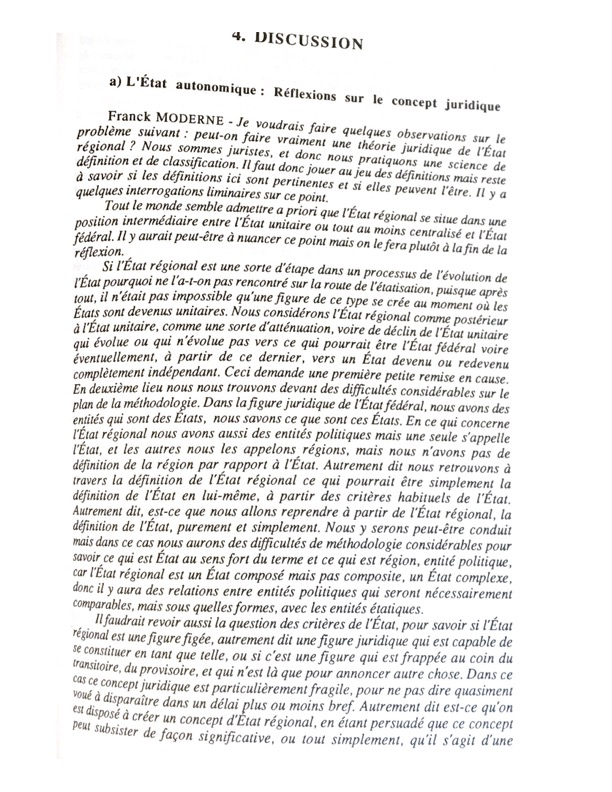 4. DISCUSSION
a) L'État autonomique : Réflexions sur le concept juridique
Franck MODERNE - Je voudrais faire quelques observations sur le
problème suivant : peut-on faire vraiment une théorie juridique de l'État
régional ? Nous sommes juristes, et donc nous pratiquons une science de
définition et de classification. Il faut donc jouer au jeu des définitions mais reste
à savoir si les définitions ici sont pertinentes et si elles peuvent l'être. Il y a
quelques interrogations liminaires sur ce point.
Tout le monde semble admettre a priori que l'État régional se situe dans une
position intermédiaire entre l'État unitaire ou tout au moins centralisé et l'État
fédéral. Il y aurait peut-être à nuancer ce point mais on le fera plutôt à la fin de la
réflexion.
Si l'État régional est une sorte d'étape dans un processus de l'évolution de
l'État pourquoi ne l'a-t-on pas rencontré sur la route de l'étatisation, puisque après
tout, il n'était pas impossible qu'une figure de ce type se crée au moment où les
États sont devenus unitaires. Nous considérons l'État régional comme postérieur
à l'État unitaire, comme une sorte d'atténuation, voire de déclin de l'État unitaire
qui évolue ou qui n'évolue pas vers ce qui pourrait être l'État fédéral voire
éventuellement, à partir de ce dernier, vers un État devenu ou redevenu
complètement indépendant. Ceci demande une première petite remise en cause.
En deuxième lieu nous nous trouvons devant des difficultés considérables sur le
plan de la méthodologie. Dans la figure juridique de l'État fédéral, nous avons des
entités qui sont des États, nous savons ce que sont ces États. En ce qui concerne
l'État régional nous avons aussi des entités politiques mais une seule s'appelle
l'État, et les autres nous les appelons régions, mais nous n'avons pas de
définition de la région par rapport à l'État. Autrement dit nous retrouvons à
travers la définition de l'État régional ce qui pourrait être simplement la
définition de l'État en lui-même, à partir des critères habituels de l'État.
Autrement dit, est-ce que nous allons reprendre à partir de l'État régional, la
définition de l'État, purement et simplement. Nous y serons peut-être conduit
mais dans ce cas nous aurons des difficultés de méthodologie considérables pour
savoir ce qui est État au sens fort du terme et ce qui est région, entité politique,
car l'État régional est un État composé mais pas composite, un État complexe,
donc il y aura des relations entre entités politiques qui seront nécessairement
comparables, mais sous quelles formes, avec les entités étatiques.
Il faudrait revoir aussi la question des critères de l'État, pour savoir si l'État
régional est une figure figée, autrement dit une figure juridique qui est capable de
se constituer en tant que telle, ou si c'est une figure qui est frappée au coin du
transitoire, du provisoire, et qui n'est là que pour annoncer autre chose. Dans ce
cas ce concept juridique est particulièrement fragile, pour ne pas dire quasiment
voué à disparaître dans un délai plus ou moins bref. Autrement dit est-ce qu'on
est disposé à créer un concept d'État régional, en étant persuadé que ce concept
peut subsister de façon significative, ou tout simplement, qu'il s'agit d'une